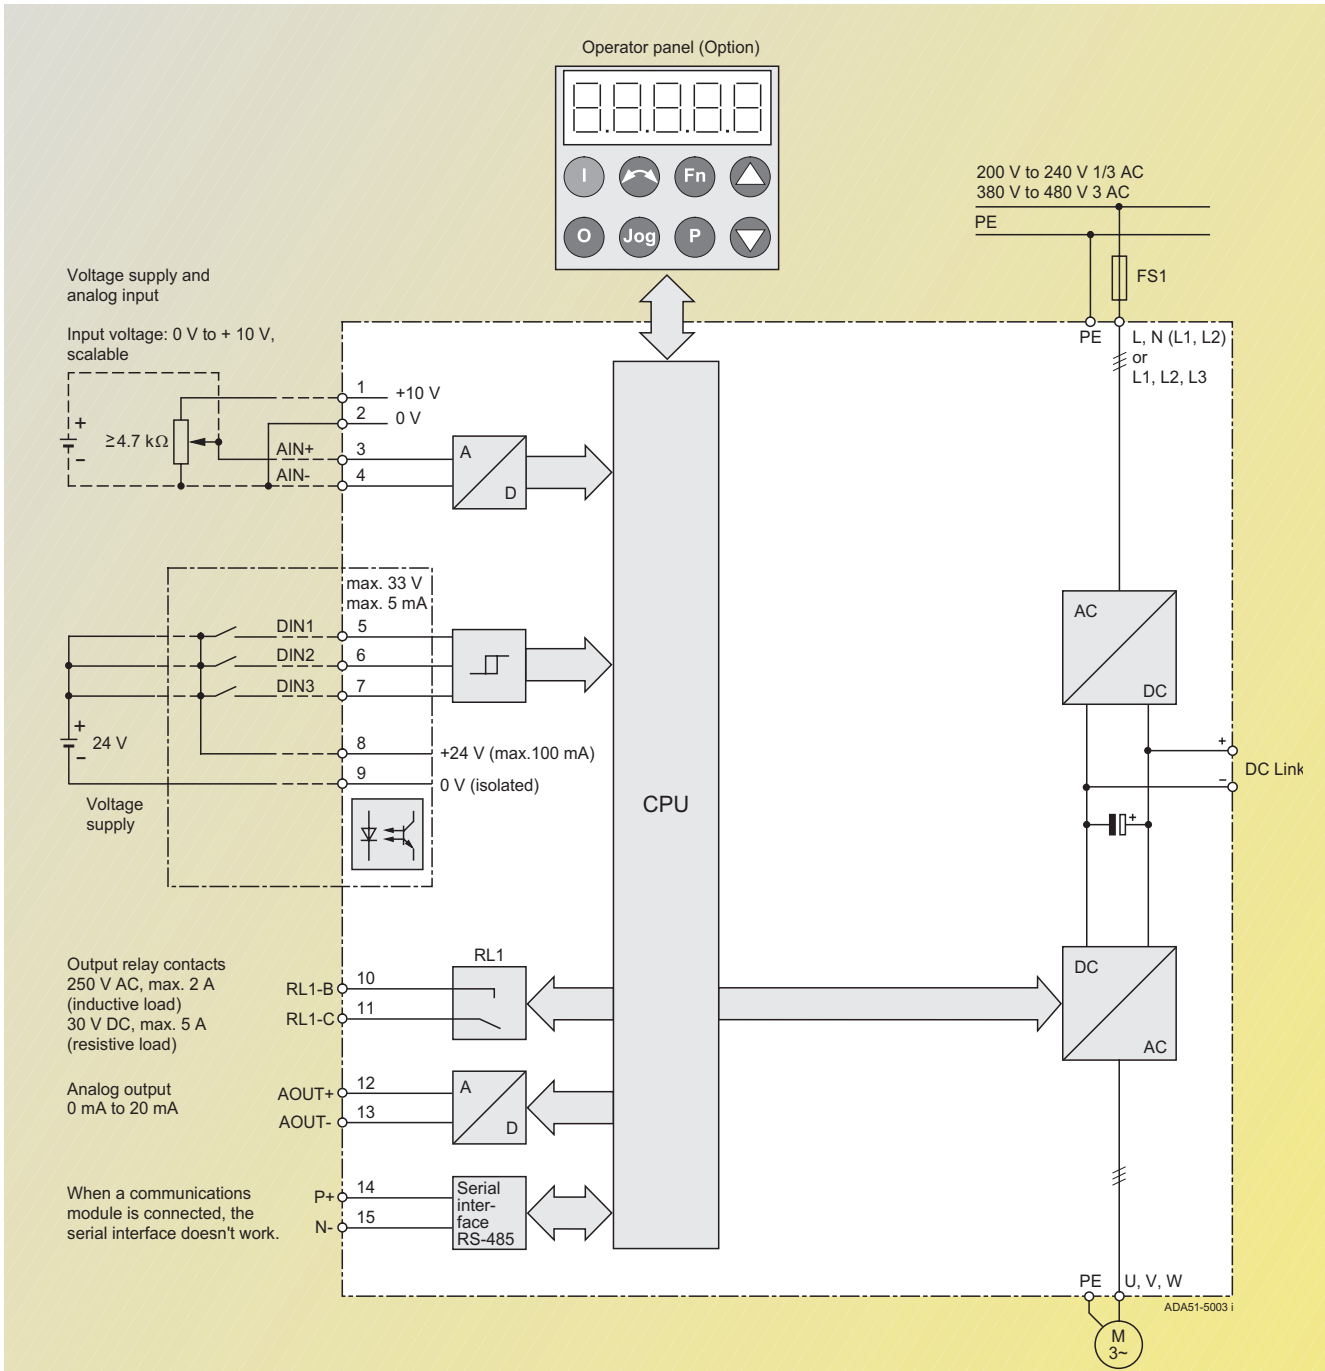 Operator panel (Option)
8.8.8.8.8
I
Fn
O
Jog
P
200 V to 240 V 1/3 AC
380 V to 480 V 3 AC
PE
FS1
PE
L, N (L1, L2)
or
L1, L2, L3
Voltage supply and
analog input
Input voltage: 0 V to + 10 V,
scalable
1
+10 V
2
0 V
+
-
≥4.7 kΩ
AIN+
3
AIN-
4
A
D
max. 33 V
max. 5 mA
DIN1
5
DIN2
6
DIN3
7
+
24 V
-
8
+24 V (max.100 mA)
9
0 V (isolated)
Voltage
supply
CPU
AC
DC
+
-
DC Link
+
DC
AC
Output relay contacts
250 V AC, max. 2 A
(inductive load)
30 V DC, max. 5 A
(resistive load)
RL1
RL1-B
10
RL1-C
11
Analog output
0 mA to 20 mA
AOUT+
12
AOUT-
13
A
D
When a communications
module is connected, the
serial interface doesn't work.
P+
14
N-
15
Serial
inter-
face
RS-485
PE
U, V, W
ADA51-5003 i
M
3~